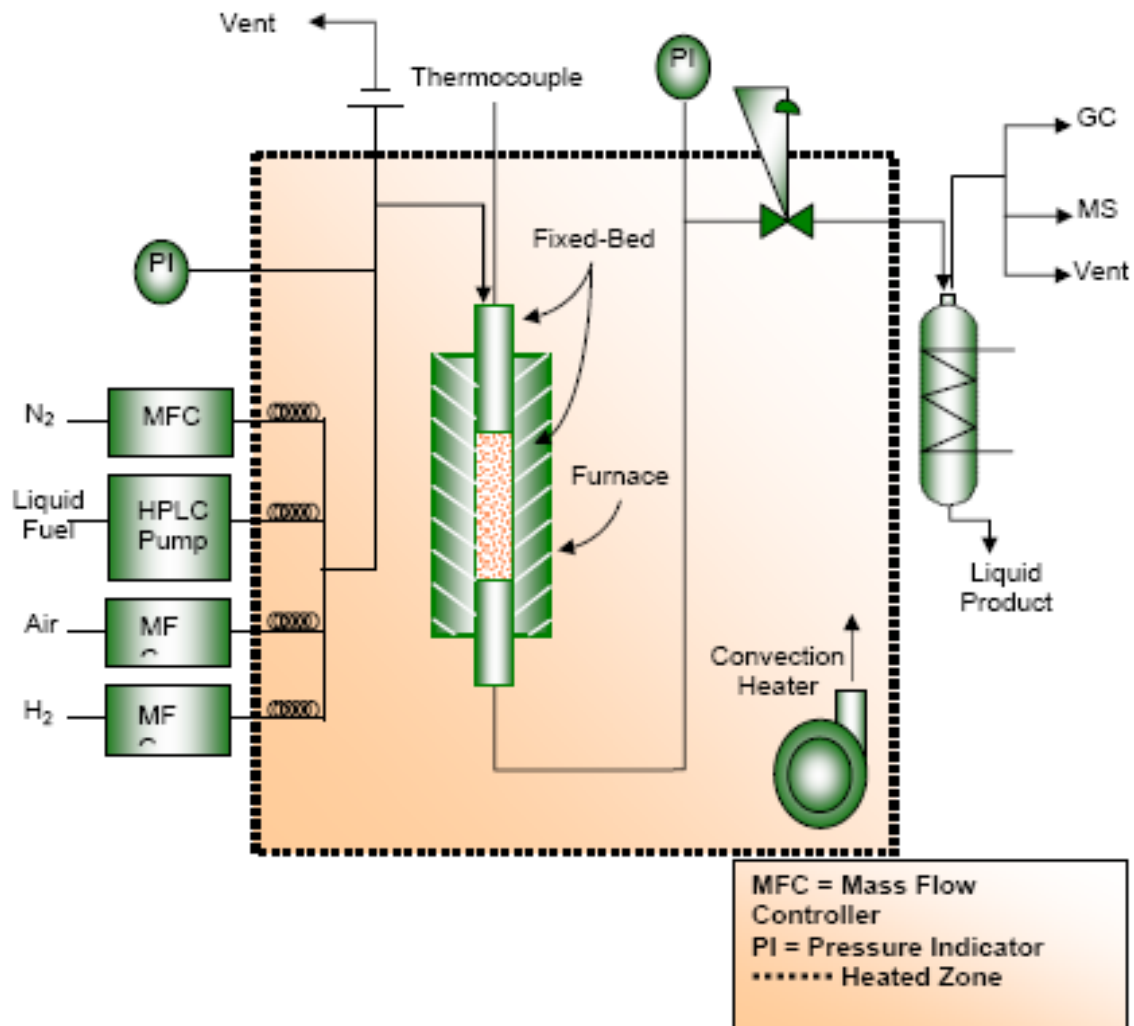 Vent
Thermocouple
PI
GC
MS
Vent
Fixed-Bed
PI
N2
MFC
Furnace
Liquid
Fuel
HPLC
Pump
Air
MF
H2
MF
Convection
Heater
Liquid
Product
MFC = Mass Flow
Controller
PI = Pressure Indicator
Heated Zone